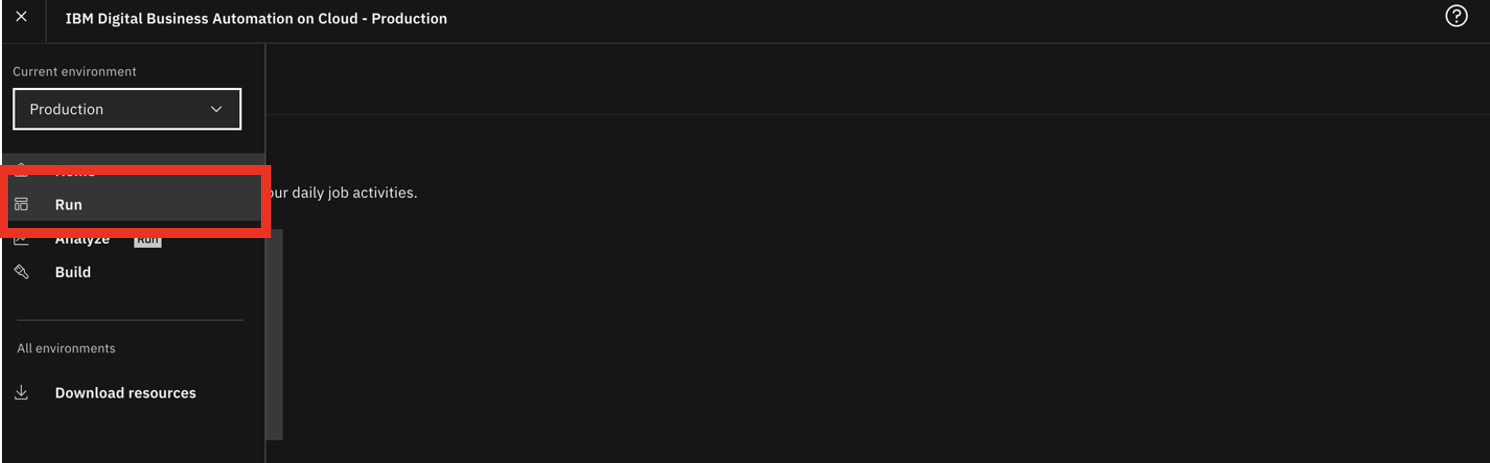 IBM Digital Business Automation on Cloud - Production
Current environment
Production
Home
our daily job activities.
Run
Analyze Run
Build
All environments
Download resources